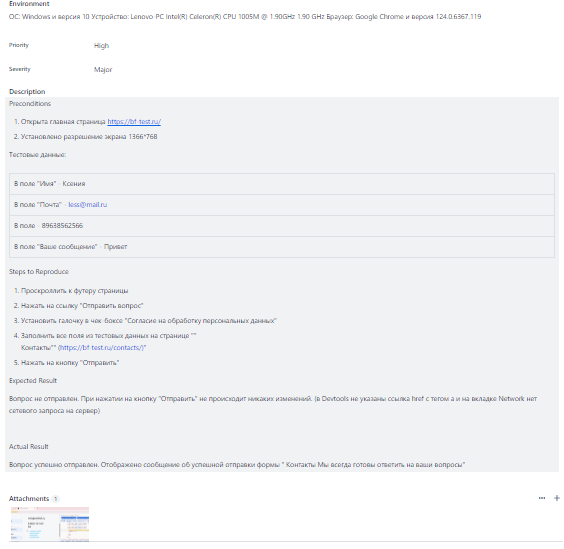 Environment
ОС: Windows и версия 10 Устройство: Lenovo-PC Intel(R) Celeron(R) CPU 1005M @ 1.90GHz 1.90 GHz Браузер: Google Chrome и версия 124.0.6367.119
Priority High
Severity Major
Description
Preconditions
1. Открыта главная страница https://bf-test.ru/
2. Установлено разрешение экрана 1366*768
Тестовые данные:
В поле "Имя" - Ксения
В поле "Почта" - less@mail.ru
В поле - 89638562566
В поле "Ваше сообщение" - Привет
Steps to Reproduce
1. Проскроллить к футеру страницы
2. Нажать на ссылку "Отправить вопрос"
3. Установить галочку в чек-боксе "Согласие на обработку персональных данных"
4. Заполнить все поля из тестовых данных на странице ""
Контакты"" (https://bf-test.ru/contacts/)"
5. Нажать на кнопку "Отправить"
Expected Result
Вопрос не отправлен. При нажатии на кнопку "Отправить" не происходит никаких изменений. (в Devtools не указаны ссылка href с тегом a и на вкладке Network нет
сетевого запроса на сервер)
Actual Result
Вопрос успешно отправлен. Отображено сообщение об успешной отправки формы " Контакты Мы всегда готовы ответить на ваши вопросы"
Attachments 1